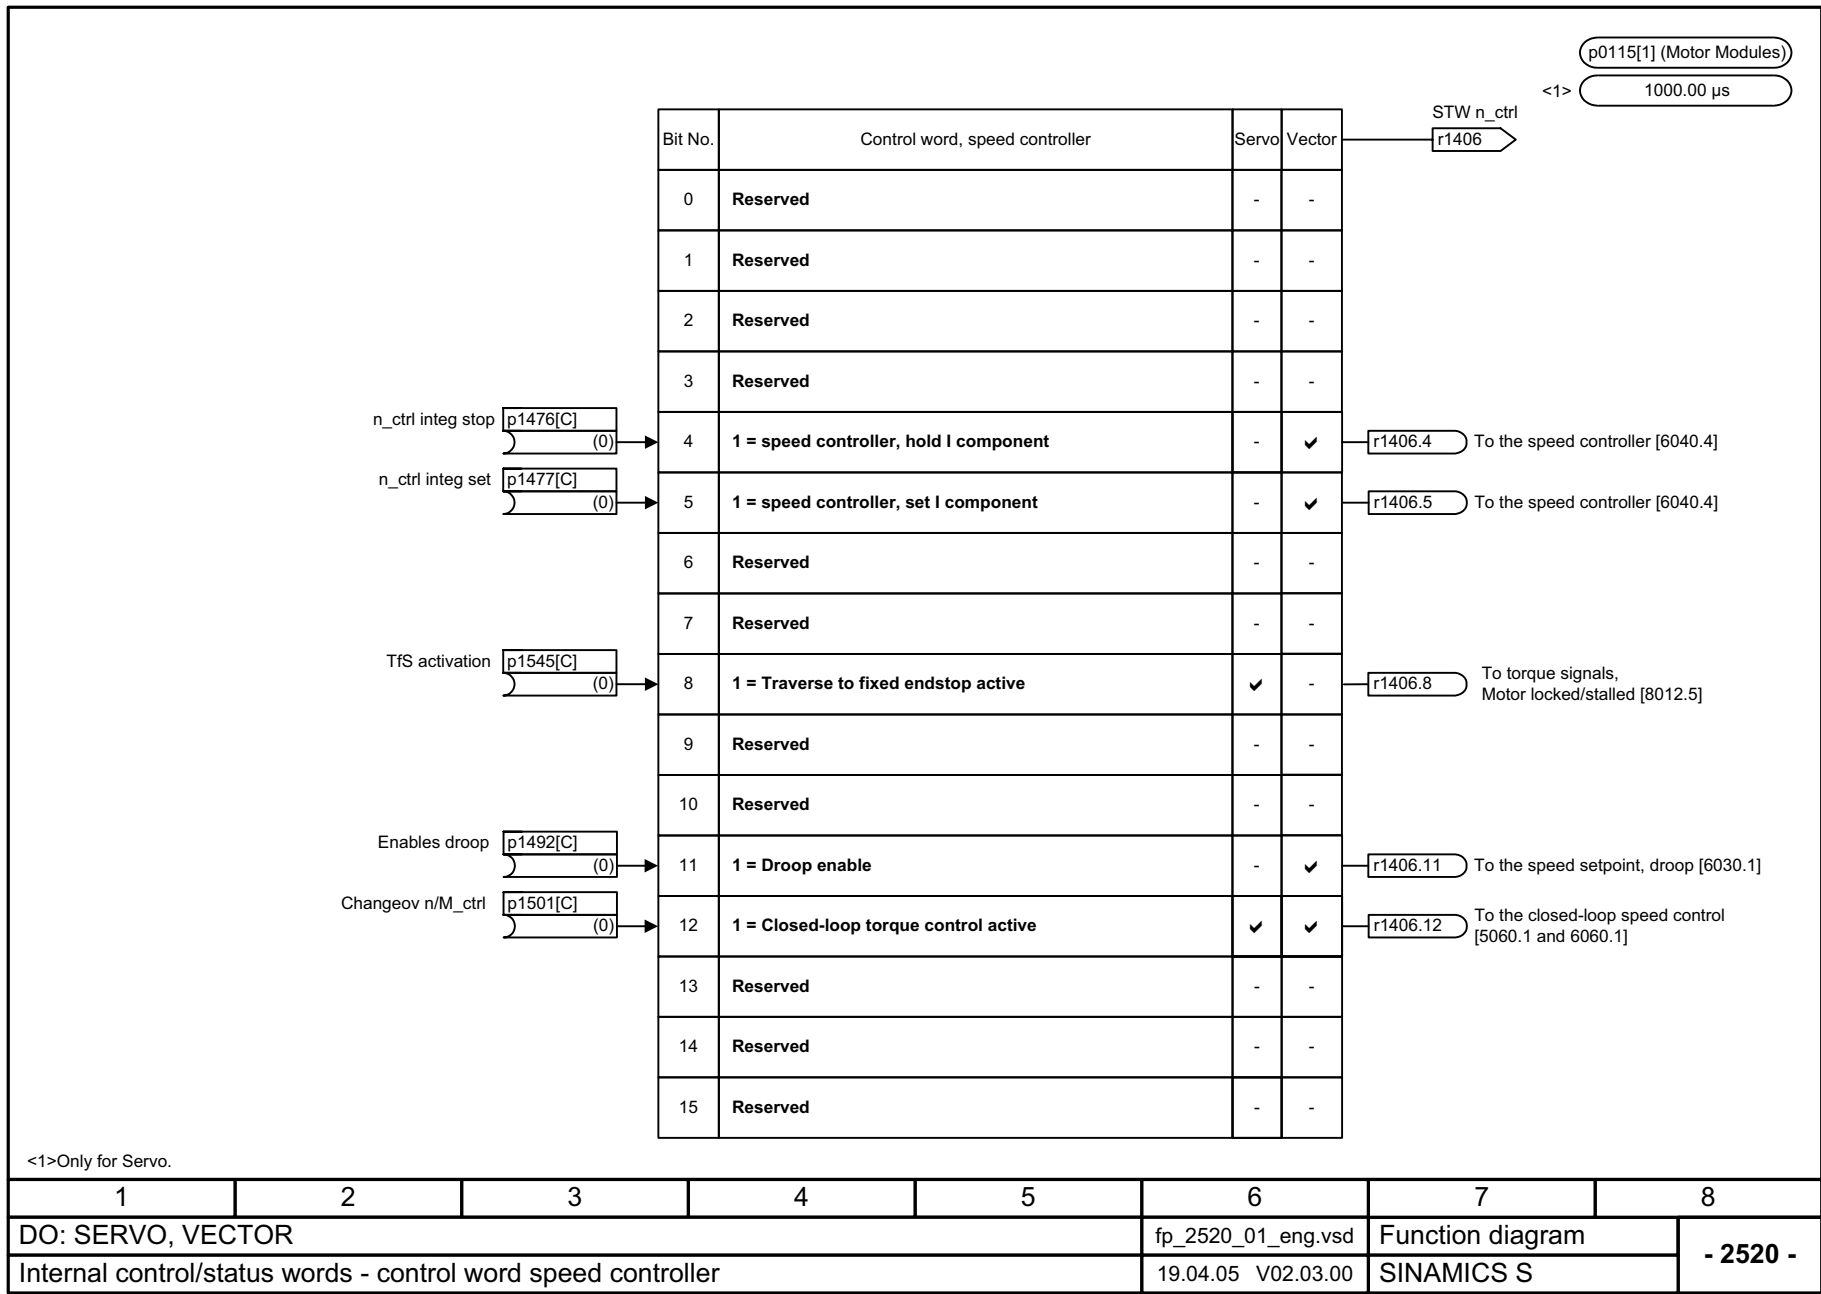 p0115[1] (Motor Modules)
<1> 1000.00 µs
STW n_ctrl
Bit No. Control word, speed controller Servo Vector r1406
0 Reserved - -
1 Reserved - -
2 Reserved - -
3 Reserved - -
n_ctrl integ stop p1476[C]
(0) 4 1 = speed controller, hold I component - ✔ r1406.4 To the speed controller [6040.4]
n_ctrl integ set p1477[C]
(0) 5 1 = speed controller, set I component - ✔ r1406.5 To the speed controller [6040.4]
6 Reserved - -
7 Reserved - -
TfS activation p1545[C]
(0) 8 1 = Traverse to fixed endstop active ✔ - r1406.8 To torque signals,
Motor locked/stalled [8012.5]
9 Reserved - -
10 Reserved - -
Enables droop p1492[C]
(0) 11 1 = Droop enable - ✔ r1406.11 To the speed setpoint, droop [6030.1]
Changeov n/M_ctrl p1501[C]
(0) 12 1 = Closed-loop torque control active ✔ ✔ r1406.12 To the closed-loop speed control
[5060.1 and 6060.1]
13 Reserved - -
14 Reserved - -
15 Reserved - -
<1>Only for Servo.
1 2 3 4 5 6 7 8
DO: SERVO, VECTOR fp_2520_01_eng.vsd Function diagram - 2520 -
Internal control/status words - control word speed controller 19.04.05 V02.03.00 SINAMICS S